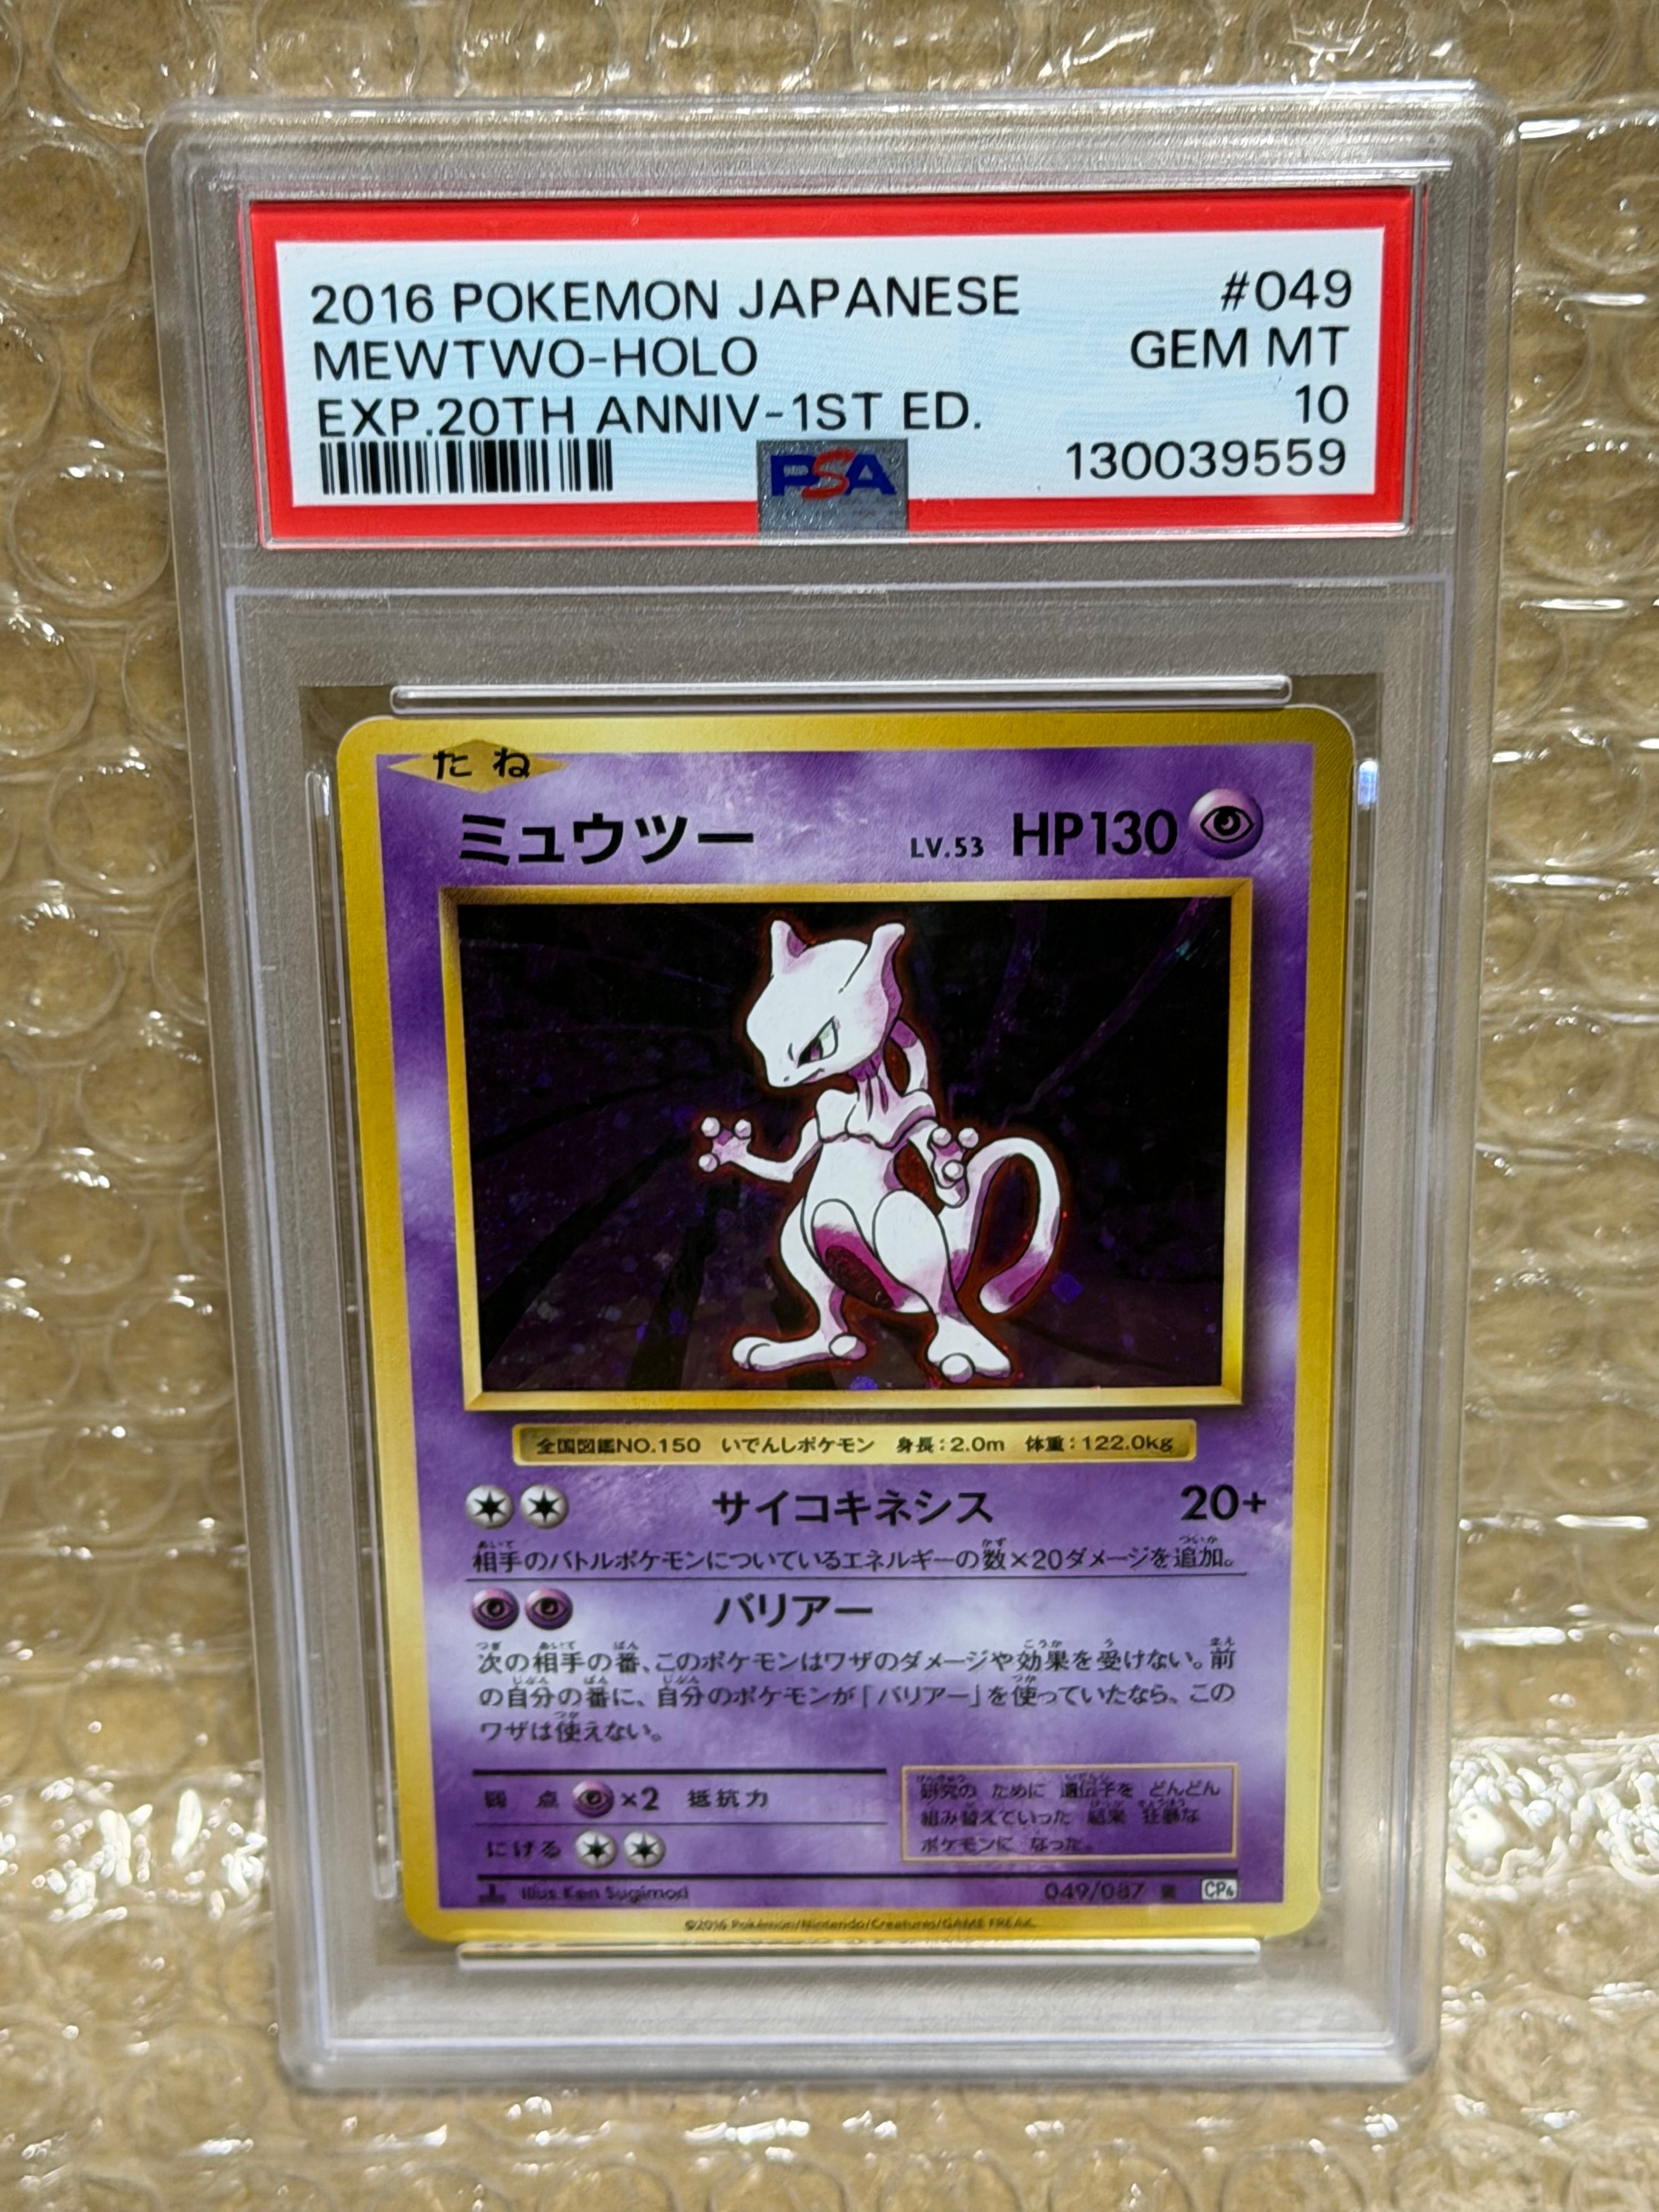 2016 POKEMON JAPANESE #049
MEWTWO-HOLO GEM MT
EXP.20TH ANNIV-1ST ED. 10
PSA 130039559
たね
ミュウツー LV.53 HP130
全国図鑑NO.150 いでんしポケモン 身長:2.0m 体重:122.0kg
サイコキネシス 20+
相手のバトルポケモンについているエネルギーの数×20ダメージを追加。
バリアー
次の相手の番、このポケモンはワザのダメージや効果を受けない。前
の自分の番に、自分のポケモンが「バリアー」を使っていたなら、この
ワザは使えない。
弱点 ×2 抵抗力
にげる
研究の ために 遺伝子を どんどん
組み替えていった 結果 狂暴な
ポケモンに なった。
Illus. Ken Sugimori 049/087 R CP6
©2016 Pokémon/Nintendo/Creatures/GAME FREAK.